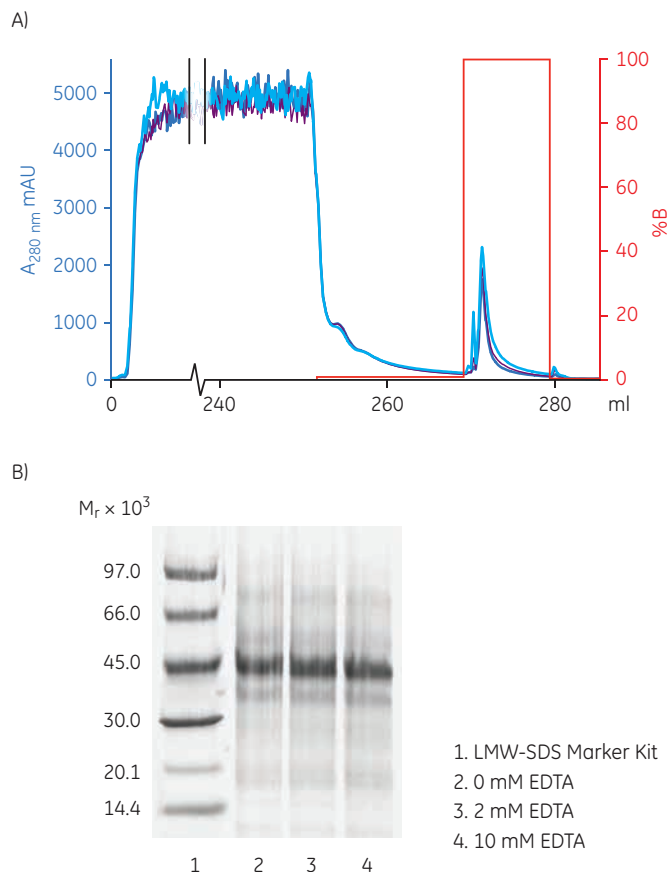 A)
5000
4000
3000
2000
1000
0
A280 nm mAU
100
80
60
40
20
0
%B
0 240 260 280 ml
B)
Mr × 10³
97.0
66.0
45.0
30.0
20.1
14.4
1 2 3 4
1. LMW-SDS Marker Kit
2. 0 mM EDTA
3. 2 mM EDTA
4. 10 mM EDTA